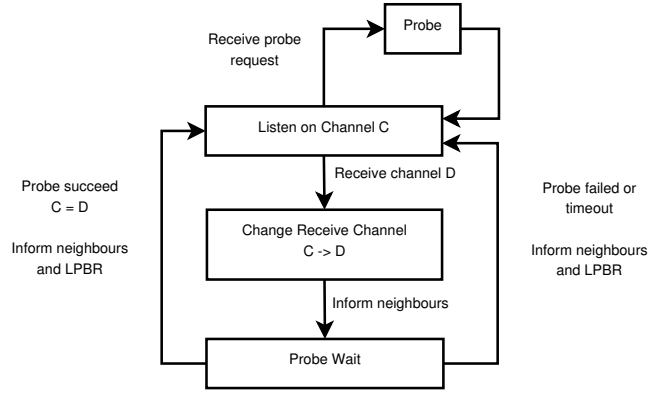 Probe
Receive probe
request
Listen on Channel C
Receive channel D
Probe succeed
C = D
Inform neighbours
and LPBR
Change Receive Channel
C -> D
Probe failed or
timeout
Inform neighbours
and LPBR
Inform neighbours
Probe Wait